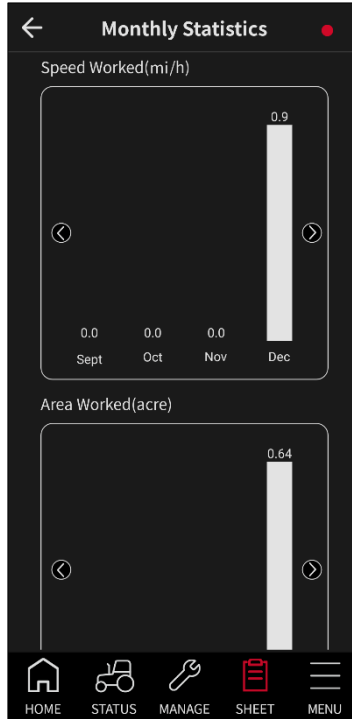 Monthly Statistics
Speed Worked(mi/h)
0.9
0.0 0.0 0.0
Sept Oct Nov Dec
Area Worked(acre)
0.64
HOME STATUS MANAGE SHEET MENU